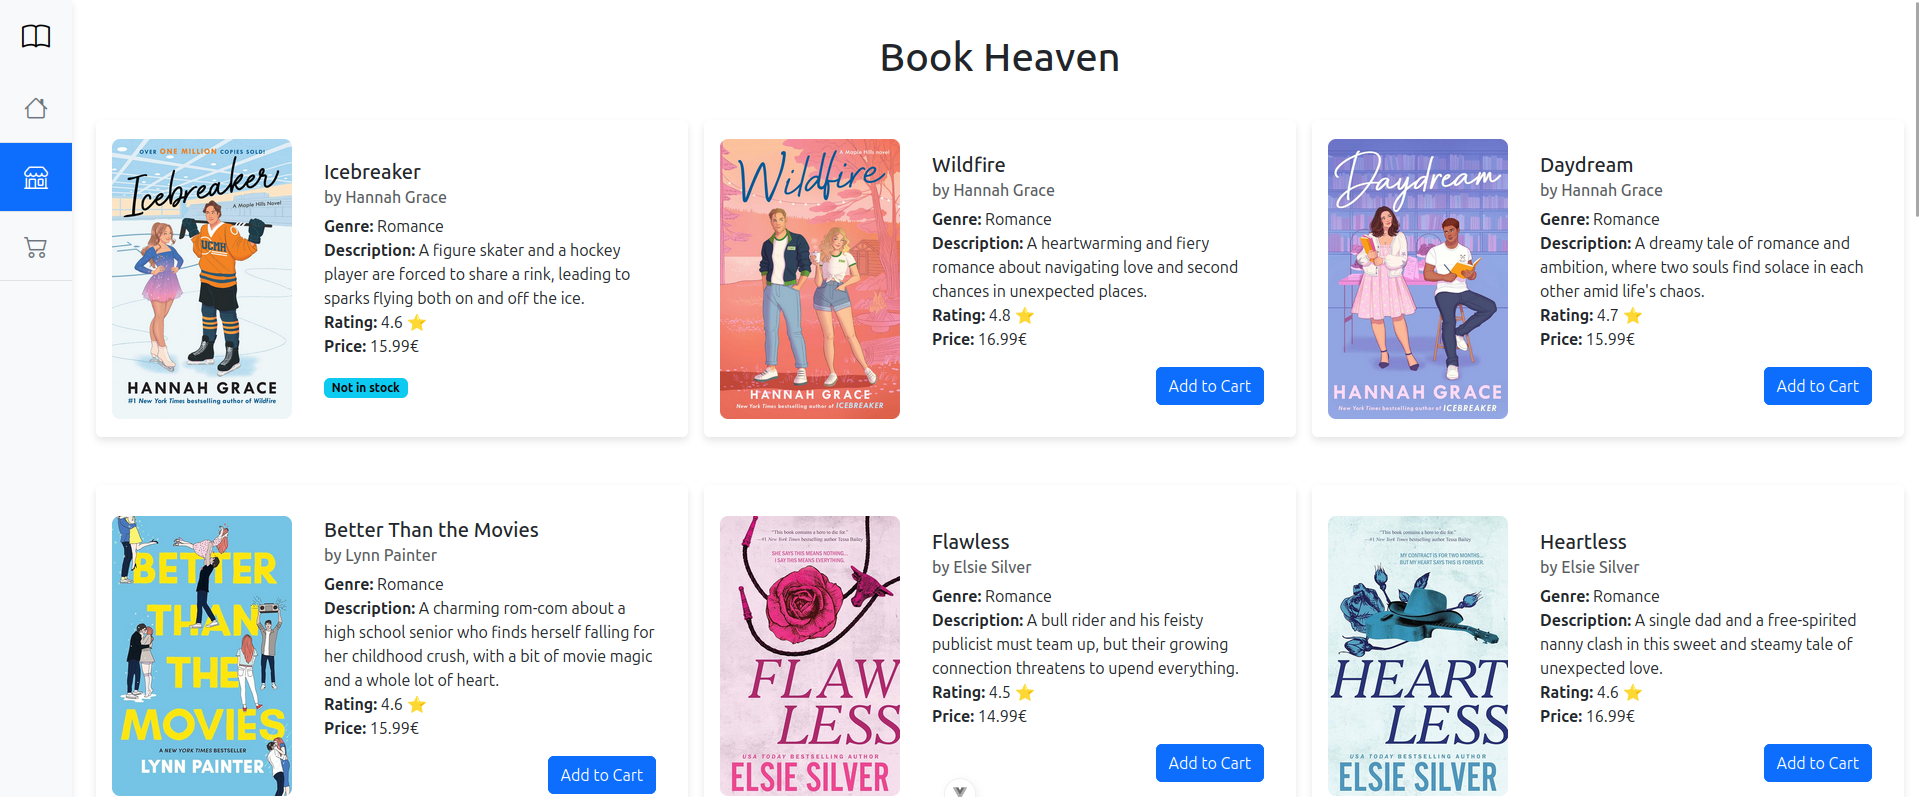 Book Heaven
OVER ONE MILLION COPIES SOLD!
Icebreaker
A Maple Hills Novel
UCMH
HANNAH GRACE
#1 New York Times bestselling author of Wildfire
Icebreaker
by Hannah Grace
Genre: Romance
Description: A figure skater and a hockey
player are forced to share a rink, leading to
sparks flying both on and off the ice.
Rating: 4.6 ⭐
Price: 15.99€
Not in stock
A Maple Hills novel
Wildfire
HANNAH GRACE
New York Times bestselling author of ICEBREAKER
Wildfire
by Hannah Grace
Genre: Romance
Description: A heartwarming and fiery
romance about navigating love and second
chances in unexpected places.
Rating: 4.8 ⭐
Price: 16.99€
Add to Cart
Daydream
HANNAH GRACE
New York Times bestselling author of ICEBREAKER
Daydream
by Hannah Grace
Genre: Romance
Description: A dreamy tale of romance and
ambition, where two souls find solace in each
other amid life's chaos.
Rating: 4.7 ⭐
Price: 15.99€
Add to Cart
BETTER
THAN
THE
MOVIES
A NEW YORK TIMES BESTSELLER
LYNN PAINTER
Better Than the Movies
by Lynn Painter
Genre: Romance
Description: A charming rom-com about a
high school senior who finds herself falling for
her childhood crush, with a bit of movie magic
and a whole lot of heart.
Rating: 4.6 ⭐
Price: 15.99€
Add to Cart
"This book contains a hero to die for."
#1 New York Times bestselling author Tessa Bailey
SHE SAYS THIS MEANS NOTHING...
I SAY THIS MEANS EVERYTHING.
FLAW
LESS
USA TODAY BESTSELLING AUTHOR
ELSIE SILVER
Flawless
by Elsie Silver
Genre: Romance
Description: A bull rider and his feisty
publicist must team up, but their growing
connection threatens to upend everything.
Rating: 4.5 ⭐
Price: 14.99€
Add to Cart
"This book contains a hero to die for."
#1 New York Times bestselling author Tessa Bailey
MY CONTRACT IS FOR TWO MONTHS...
BUT MY HEART SAYS THIS IS FOREVER.
HEART
LESS
USA TODAY BESTSELLING AUTHOR
ELSIE SILVER
Heartless
by Elsie Silver
Genre: Romance
Description: A single dad and a free-spirited
nanny clash in this sweet and steamy tale of
unexpected love.
Rating: 4.6 ⭐
Price: 16.99€
Add to Cart